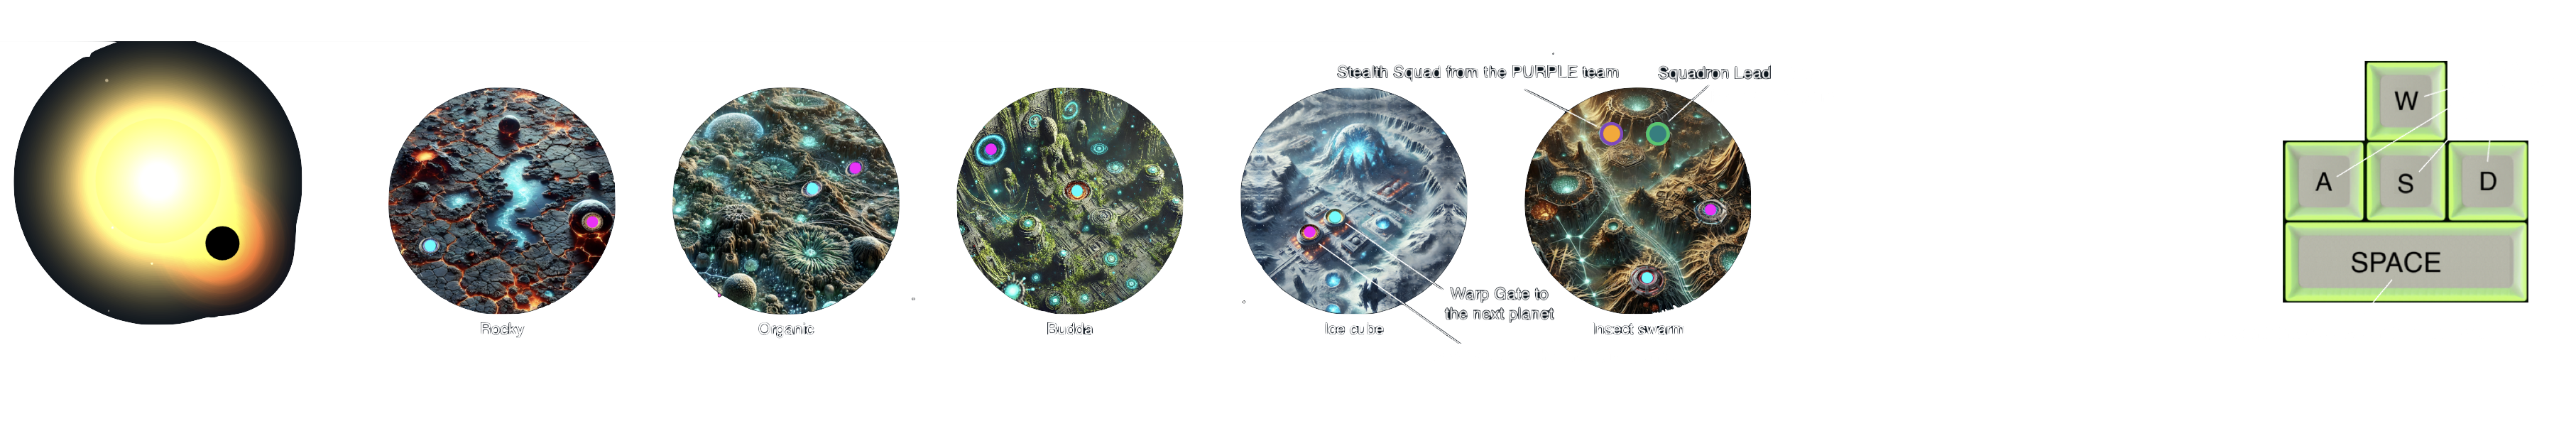 Stealth Squad from the PURPLE team
Squadron Lead
W
A
S
D
SPACE
Warp Gate to
the next planet
Rocky
Organic
Budda
Ice cube
Insect swarm